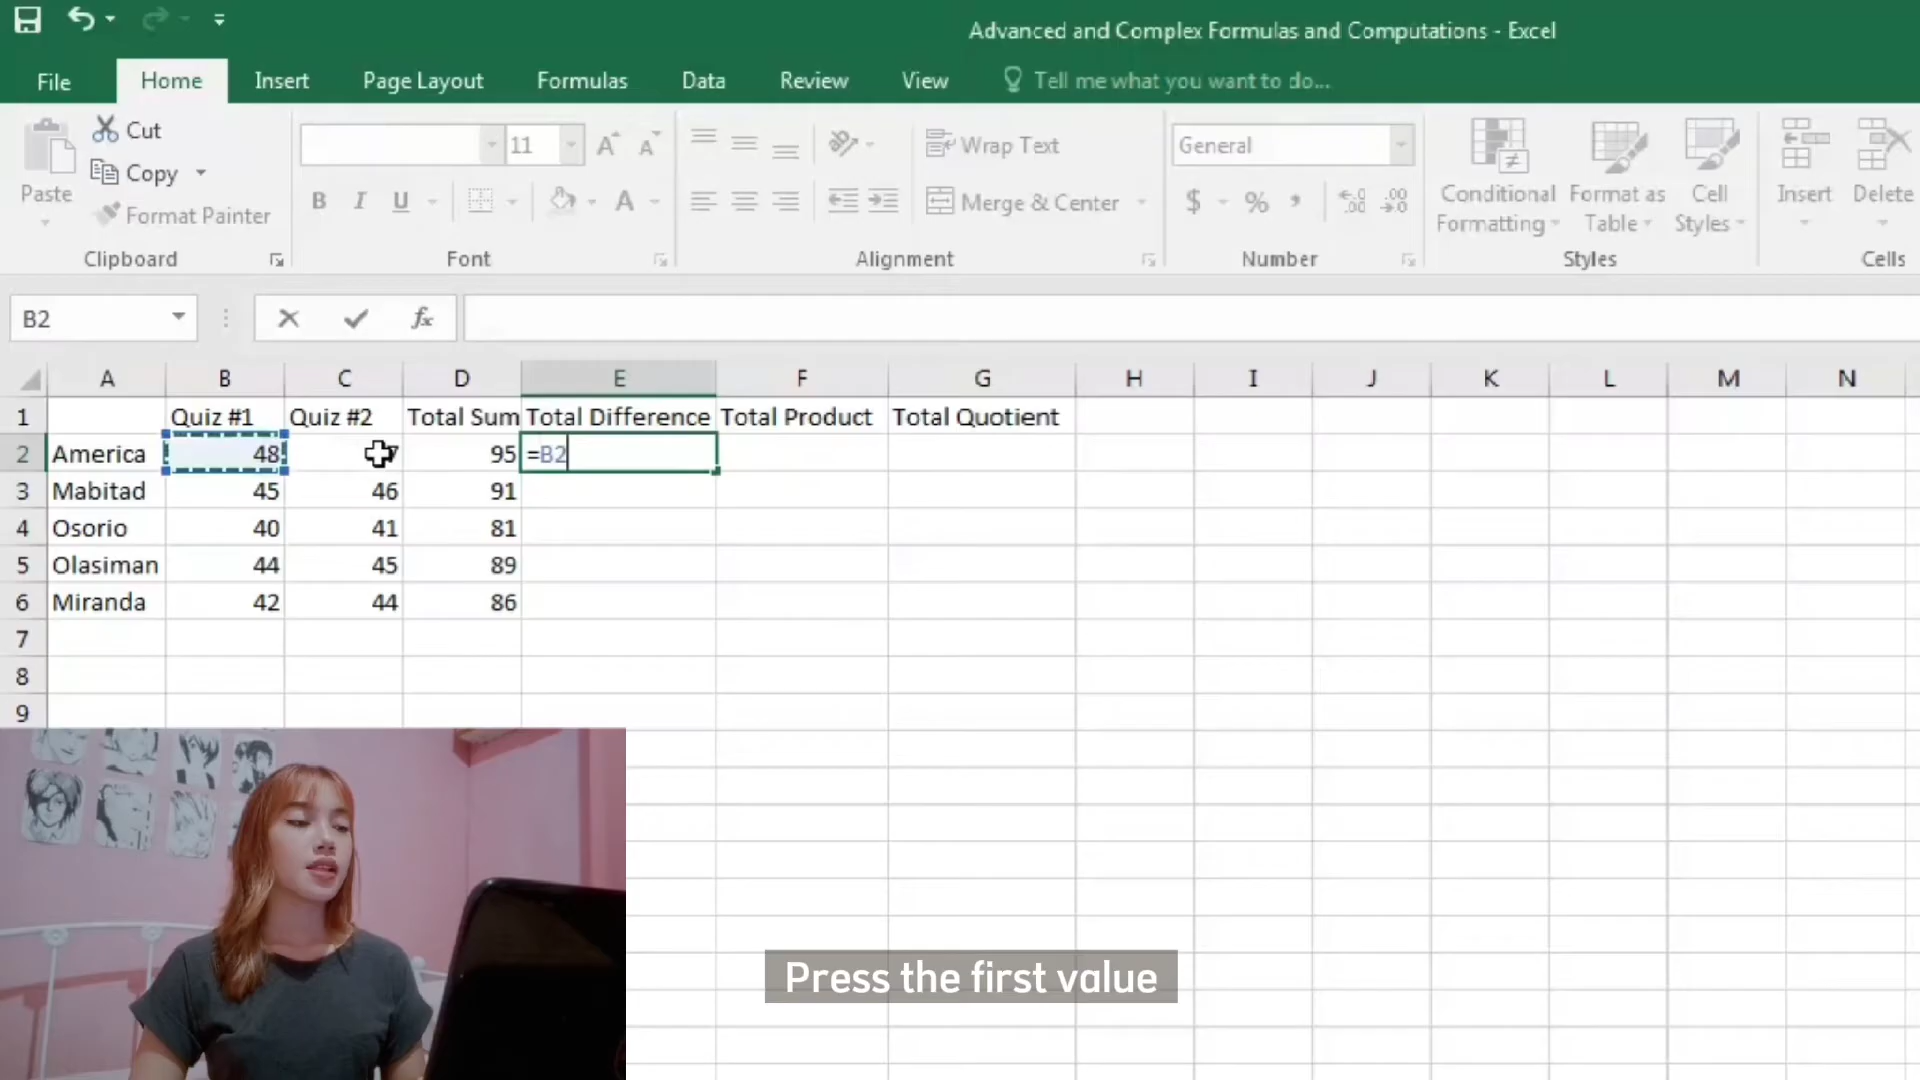 Advanced and Complex Formulas and Computations - Excel
File Home Insert Page Layout Formulas Data Review View Tell me what you want to do...
Paste
Cut
Copy
Format Painter
Clipboard
11
B I U
Font
Wrap Text
Merge & Center
Alignment
General
$ % ,
Number
Conditional Formatting
Format as Table
Cell Styles
Styles
Insert
Delete
Cells
B2 fx
A B C D E F G H I J K L M N
1 Quiz #1 Quiz #2 Total Sum Total Difference Total Product Total Quotient
2 America 48 95 =B2
3 Mabitad 45 46 91
4 Osorio 40 41 81
5 Olasiman 44 45 89
6 Miranda 42 44 86
7
8
9
Press the first value